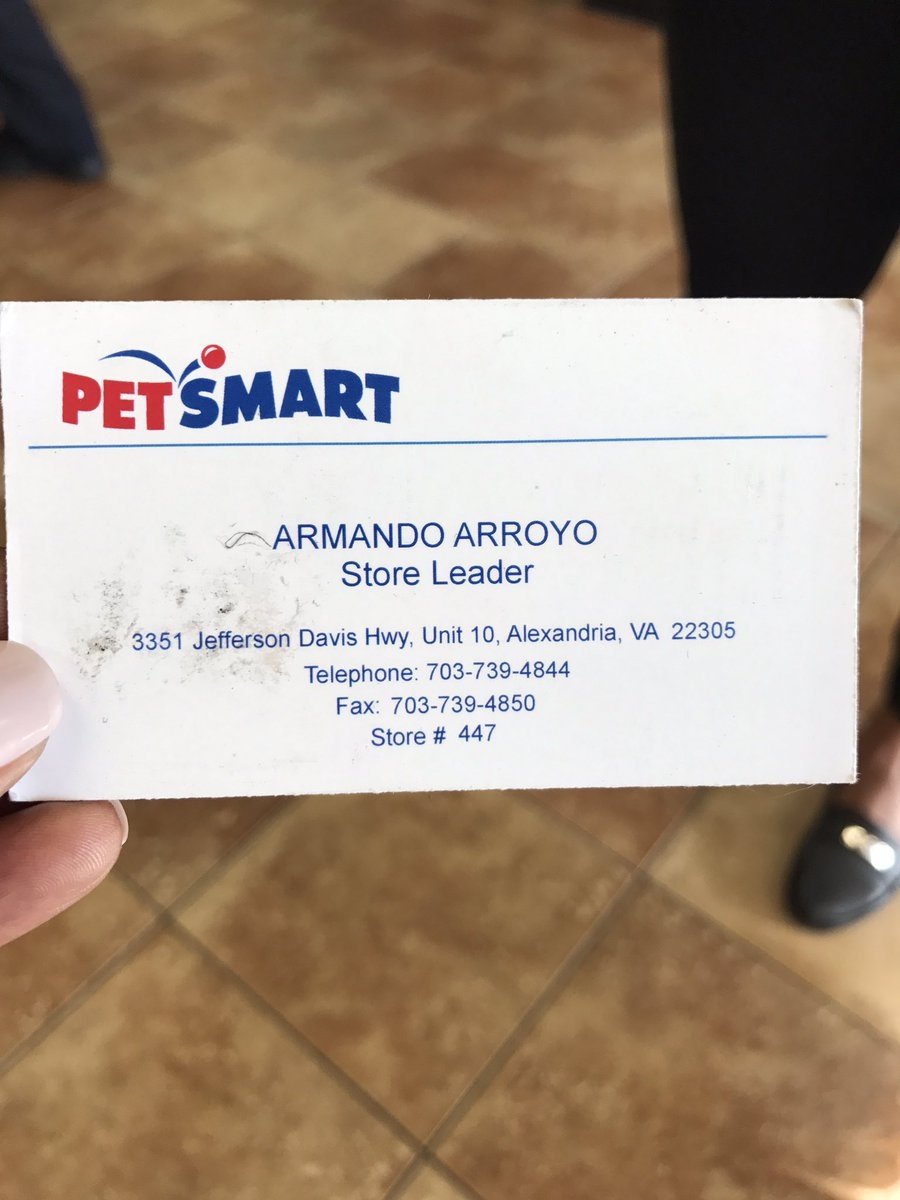 PETSMART
ARMANDO ARROYO
Store Leader
3351 Jefferson Davis Hwy, Unit 10, Alexandria, VA 22305
Telephone: 703-739-4844
Fax: 703-739-4850
Store # 447